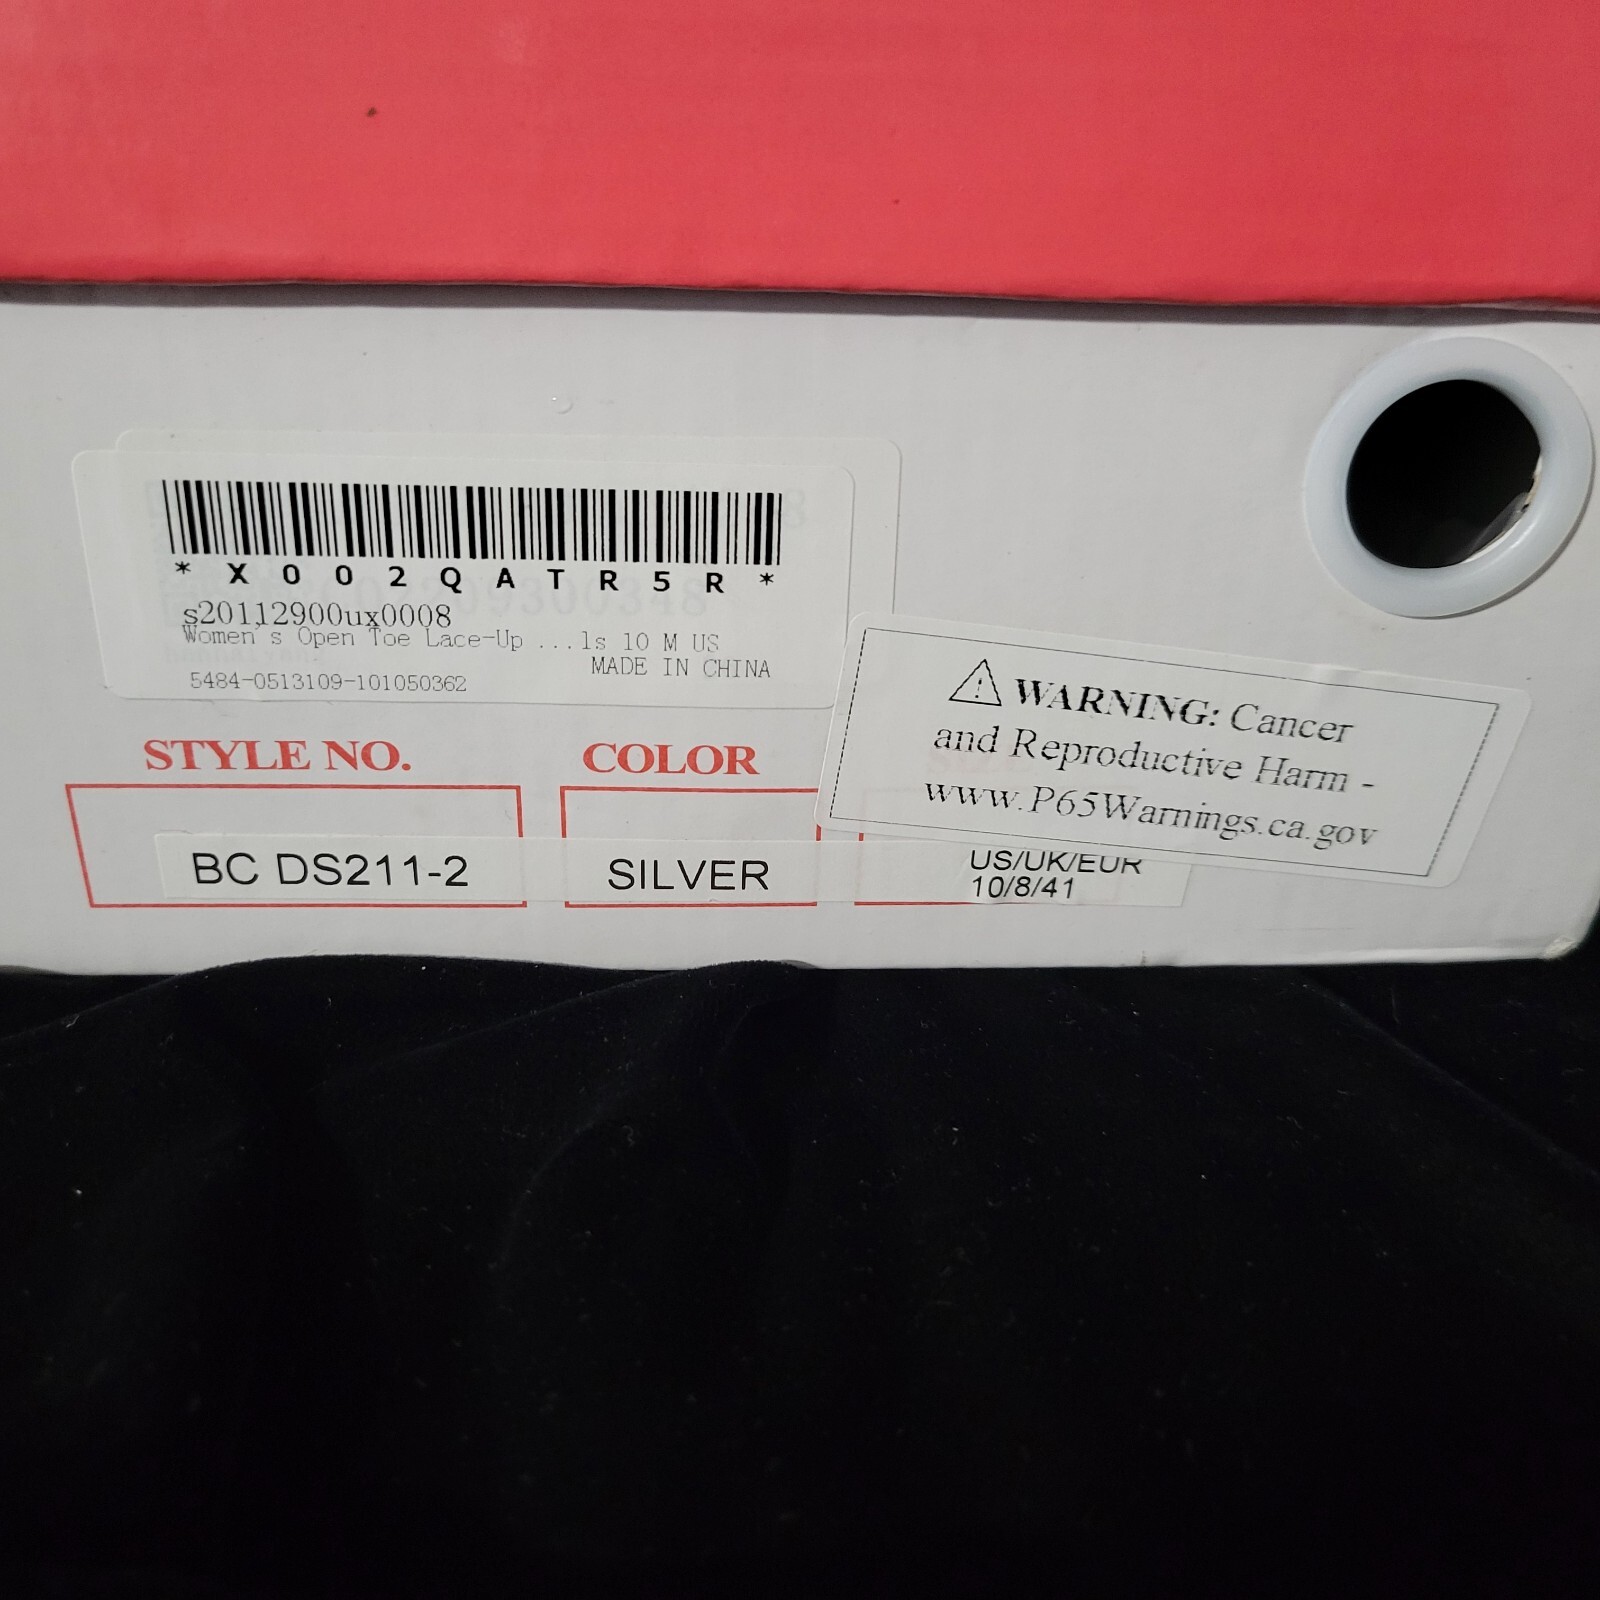 *X002QATR5R*
s20112900ux0008
Women's Open Toe Lace-Up ...ls 10 M US
MADE IN CHINA
5484-0513109-101050362
⚠ WARNING: Cancer
and Reproductive Harm -
www.P65Warnings.ca.gov
STYLE NO.
COLOR
BC DS211-2
SILVER
US/UK/EUR
10/8/41